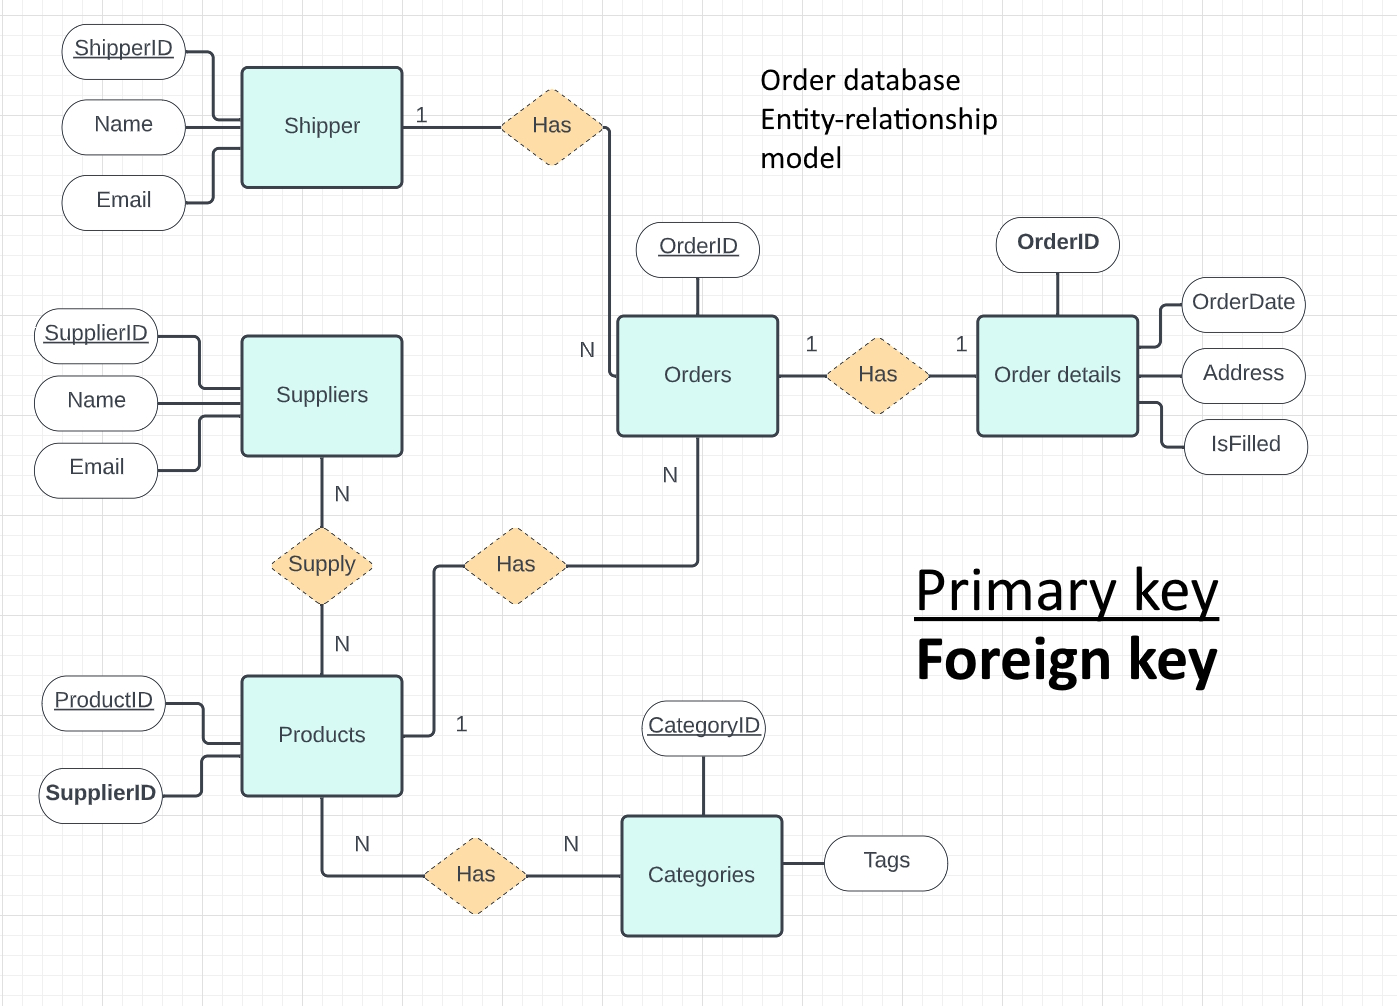 ShipperID
Name
Email
Shipper
1
Has
Order database
Entity-relationship
model
N
OrderID
Orders
1
Has
1
Order details
OrderID
OrderDate
Address
IsFilled
SupplierID
Name
Email
Suppliers
N
Supply
N
Has
N
1
Primary key
Foreign key
ProductID
SupplierID
Products
N
Has
N
CategoryID
Categories
Tags